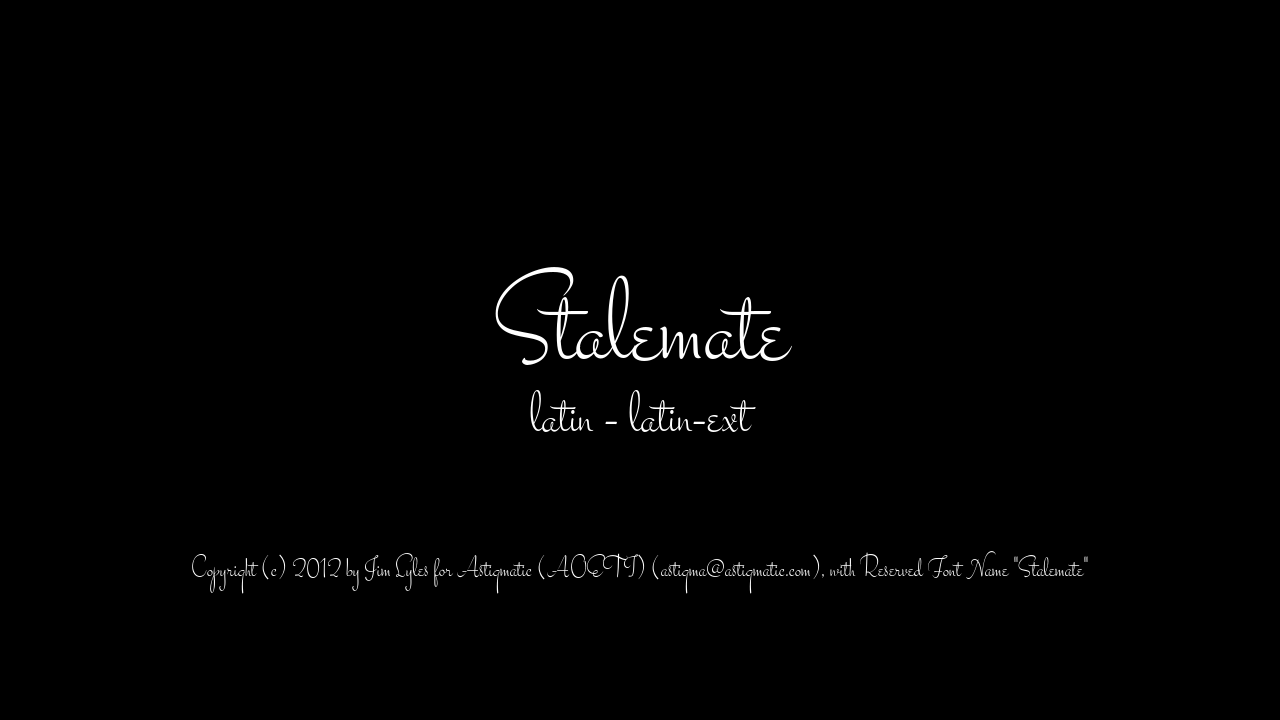 Stalemate
latin - latin-ext
Copyright (c) 2012 by Jim Lyles for Astigmatic (AOETI) (astigma@astigmatic.com), with Reserved Font Name "Stalemate"